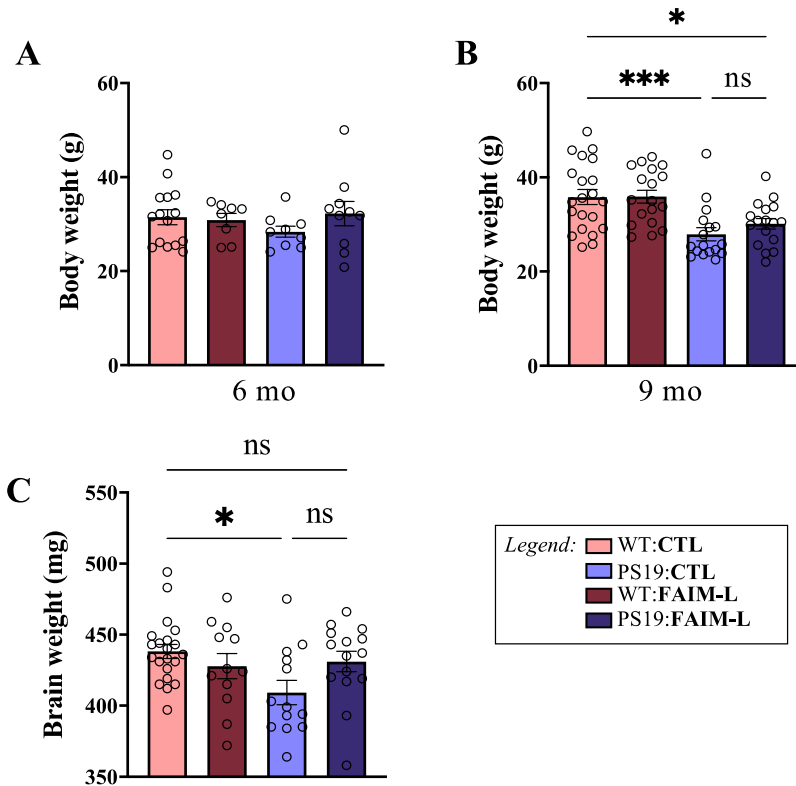 A
Body weight (g)
60
40
20
0
6 mo
B
*
***
ns
Body weight (g)
60
40
20
0
9 mo
C
ns
*
ns
Brain weight (mg)
550
500
450
400
350
Legend:
WT:CTL
PS19:CTL
WT:FAIM-L
PS19:FAIM-L